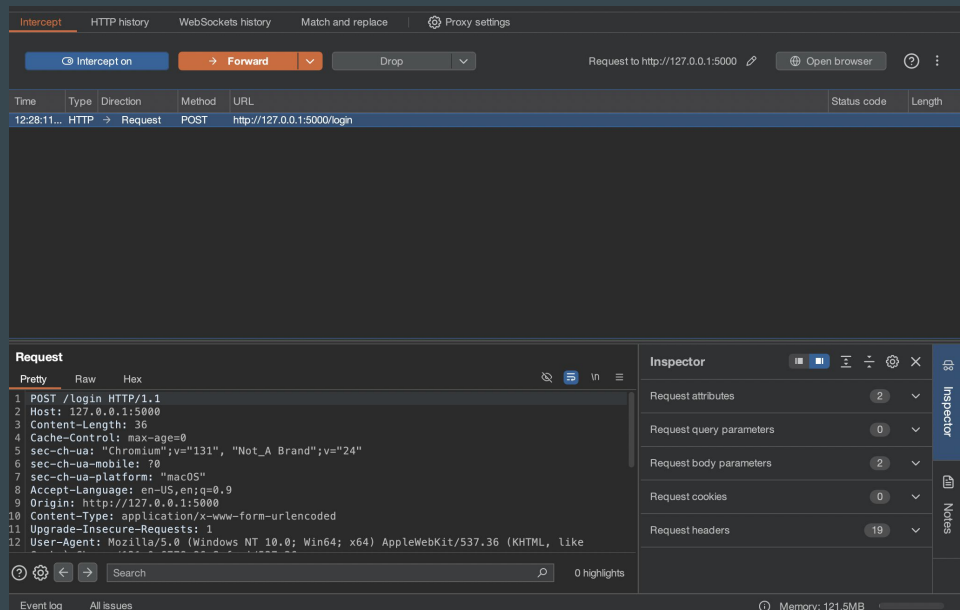 Intercept HTTP history WebSockets history Match and replace Proxy settings
Intercept on Forward Drop Request to http://127.0.0.1:5000 Open browser
Time Type Direction Method URL Status code Length
12:28:11... HTTP → Request POST http://127.0.0.1:5000/login
Request
Pretty Raw Hex \n
1 POST /login HTTP/1.1
2 Host: 127.0.0.1:5000
3 Content-Length: 36
4 Cache-Control: max-age=0
5 sec-ch-ua: "Chromium";v="131", "Not_A Brand";v="24"
6 sec-ch-ua-mobile: ?0
7 sec-ch-ua-platform: "macOS"
8 Accept-Language: en-US,en;q=0.9
9 Origin: http://127.0.0.1:5000
10 Content-Type: application/x-www-form-urlencoded
11 Upgrade-Insecure-Requests: 1
12 User-Agent: Mozilla/5.0 (Windows NT 10.0; Win64; x64) AppleWebKit/537.36 (KHTML, like
Search 0 highlights
Inspector
Request attributes 2
Request query parameters 0
Request body parameters 2
Request cookies 0
Request headers 19
Inspector
Notes
Event log All issues Memory: 121.5MB